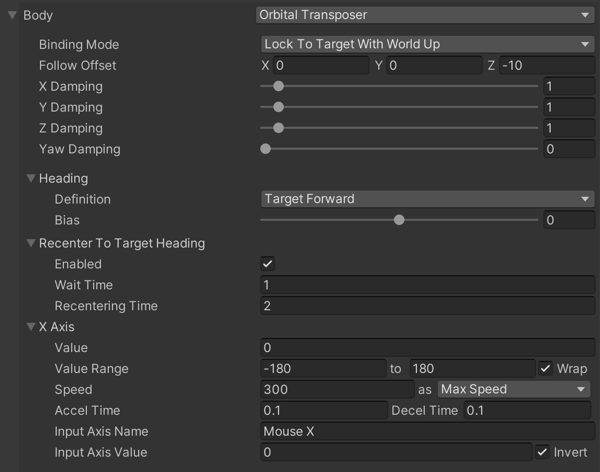 Body Orbital Transposer
Binding Mode Lock To Target With World Up
Follow Offset X 0 Y 0 Z -10
X Damping 1
Y Damping 1
Z Damping 1
Yaw Damping 0
Heading
Definition Target Forward
Bias 0
Recenter To Target Heading
Enabled
Wait Time 1
Recentering Time 2
X Axis
Value 0
Value Range -180 to 180 Wrap
Speed 300 as Max Speed
Accel Time 0.1 Decel Time 0.1
Input Axis Name Mouse X
Input Axis Value 0 Invert